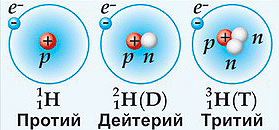 e⁻ e⁻ e⁻
− − −
+ + +
p p n p n n
¹₁H ²₁H(D) ³₁H(T)
Протий Дейтерий Тритий